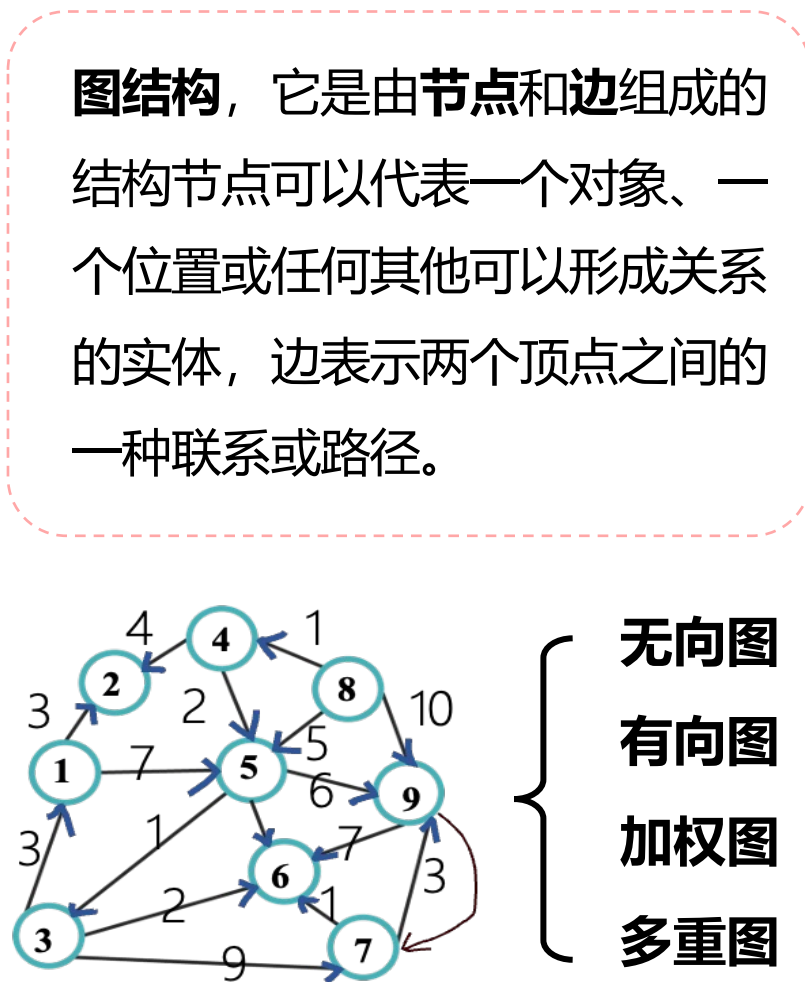 图结构，它是由节点和边组成的
结构节点可以代表一个对象、一
个位置或任何其他可以形成关系
的实体，边表示两个顶点之间的
一种联系或路径。
4
4
1
2
8
3
2
10
5
1
7
5
6
9
3
1
7
6
3
2
1
3
7
9
无向图
有向图
加权图
多重图